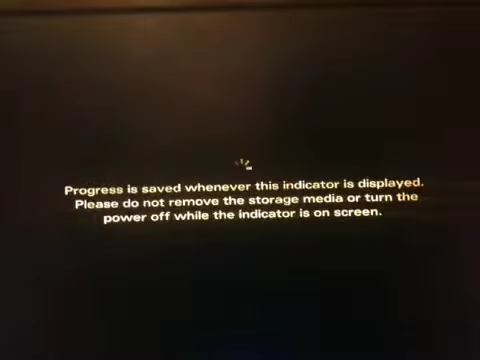 Progress is saved whenever this indicator is displayed.
Please do not remove the storage media or turn the
power off while the indicator is on screen.